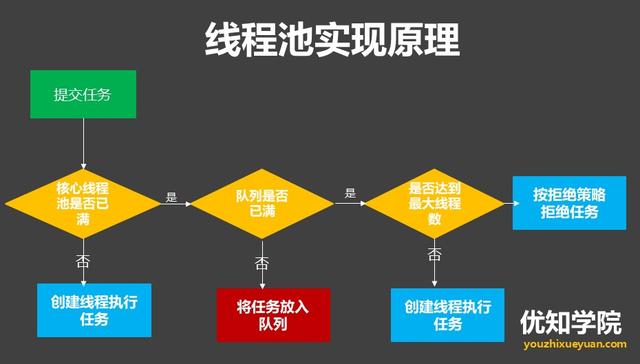 线程池实现原理
提交任务
核心线程
池是否已
满
是
队列是否
已满
是
是否达到
最大线程
数
按拒绝策略
拒绝任务
否
否
否
创建线程执行
任务
将任务放入
队列
创建线程执行
任务
优知学院
youzhixueyuan.com